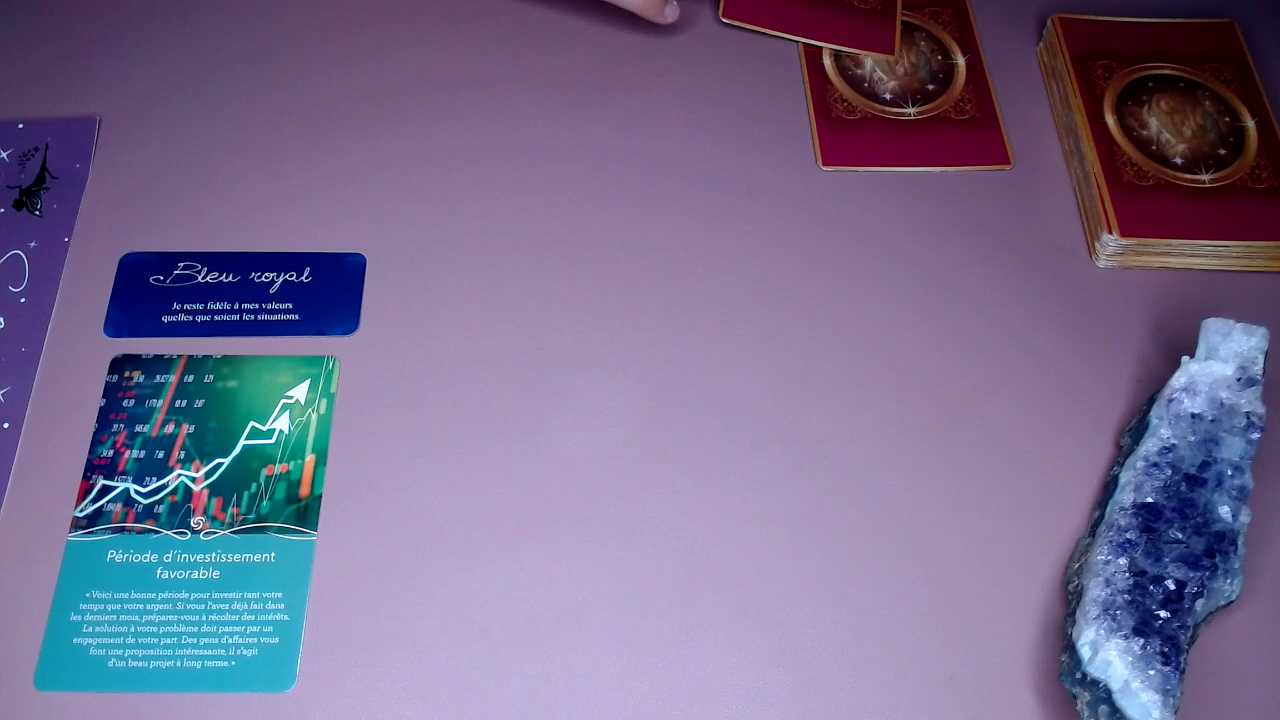 Bleu royal
Je reste fidèle à mes valeurs
quelles que soient les situations.
Période d'investissement
favorable
« Voici une bonne période pour investir tant votre
temps que votre argent. Si vous l'avez déjà fait dans
les derniers mois, préparez-vous à récolter des intérêts.
La solution à votre problème doit passer par un
engagement de votre part. Des gens d'affaires vous
font une proposition intéressante, il s'agit
d'un beau projet à long terme. »